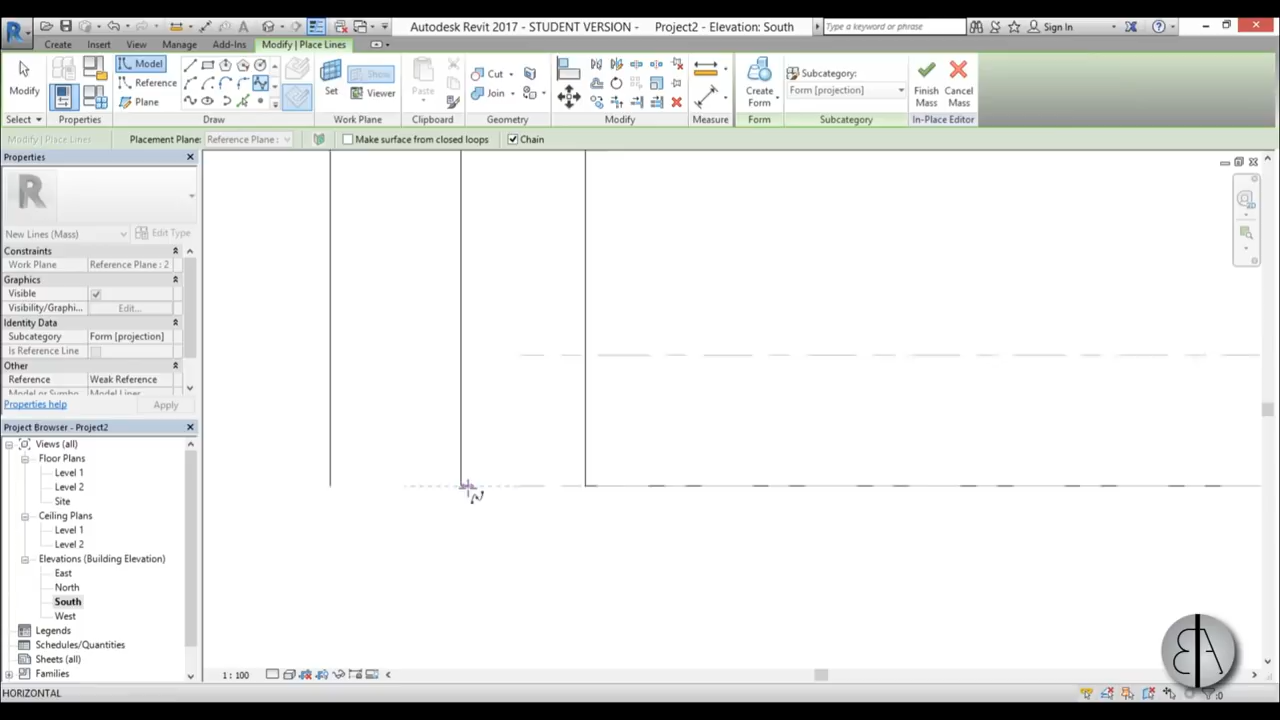 Autodesk Revit 2017 - STUDENT VERSION - Project2 - Elevation: South
Type a keyword or phrase
Sign In
Create Insert View Manage Add-Ins Modify | Place Lines
Modify
Select
Properties
Model
Reference
Plane
Draw
Set
Show
Viewer
Work Plane
Paste
Clipboard
Cut
Join
Geometry
Modify
Measure
Create Form
Form
Subcategory:
Form [projection]
Subcategory
Finish Mass
Cancel Mass
In-Place Editor
Modify | Place Lines
Placement Plane: Reference Plane :
Make surface from closed loops
Chain
Properties
New Lines (Mass)
Edit Type
Constraints
Work Plane Reference Plane : 2
Graphics
Visible
Visibility/Graphi... Edit...
Identity Data
Subcategory Form [projection]
Is Reference Line
Other
Reference Weak Reference
Model or Symbo... Model Lines
Properties help
Apply
Project Browser - Project2
Views (all)
Floor Plans
Level 1
Level 2
Site
Ceiling Plans
Level 1
Level 2
Elevations (Building Elevation)
East
North
South
West
Legends
Schedules/Quantities
Sheets (all)
Families
1 : 100
HORIZONTAL
:0